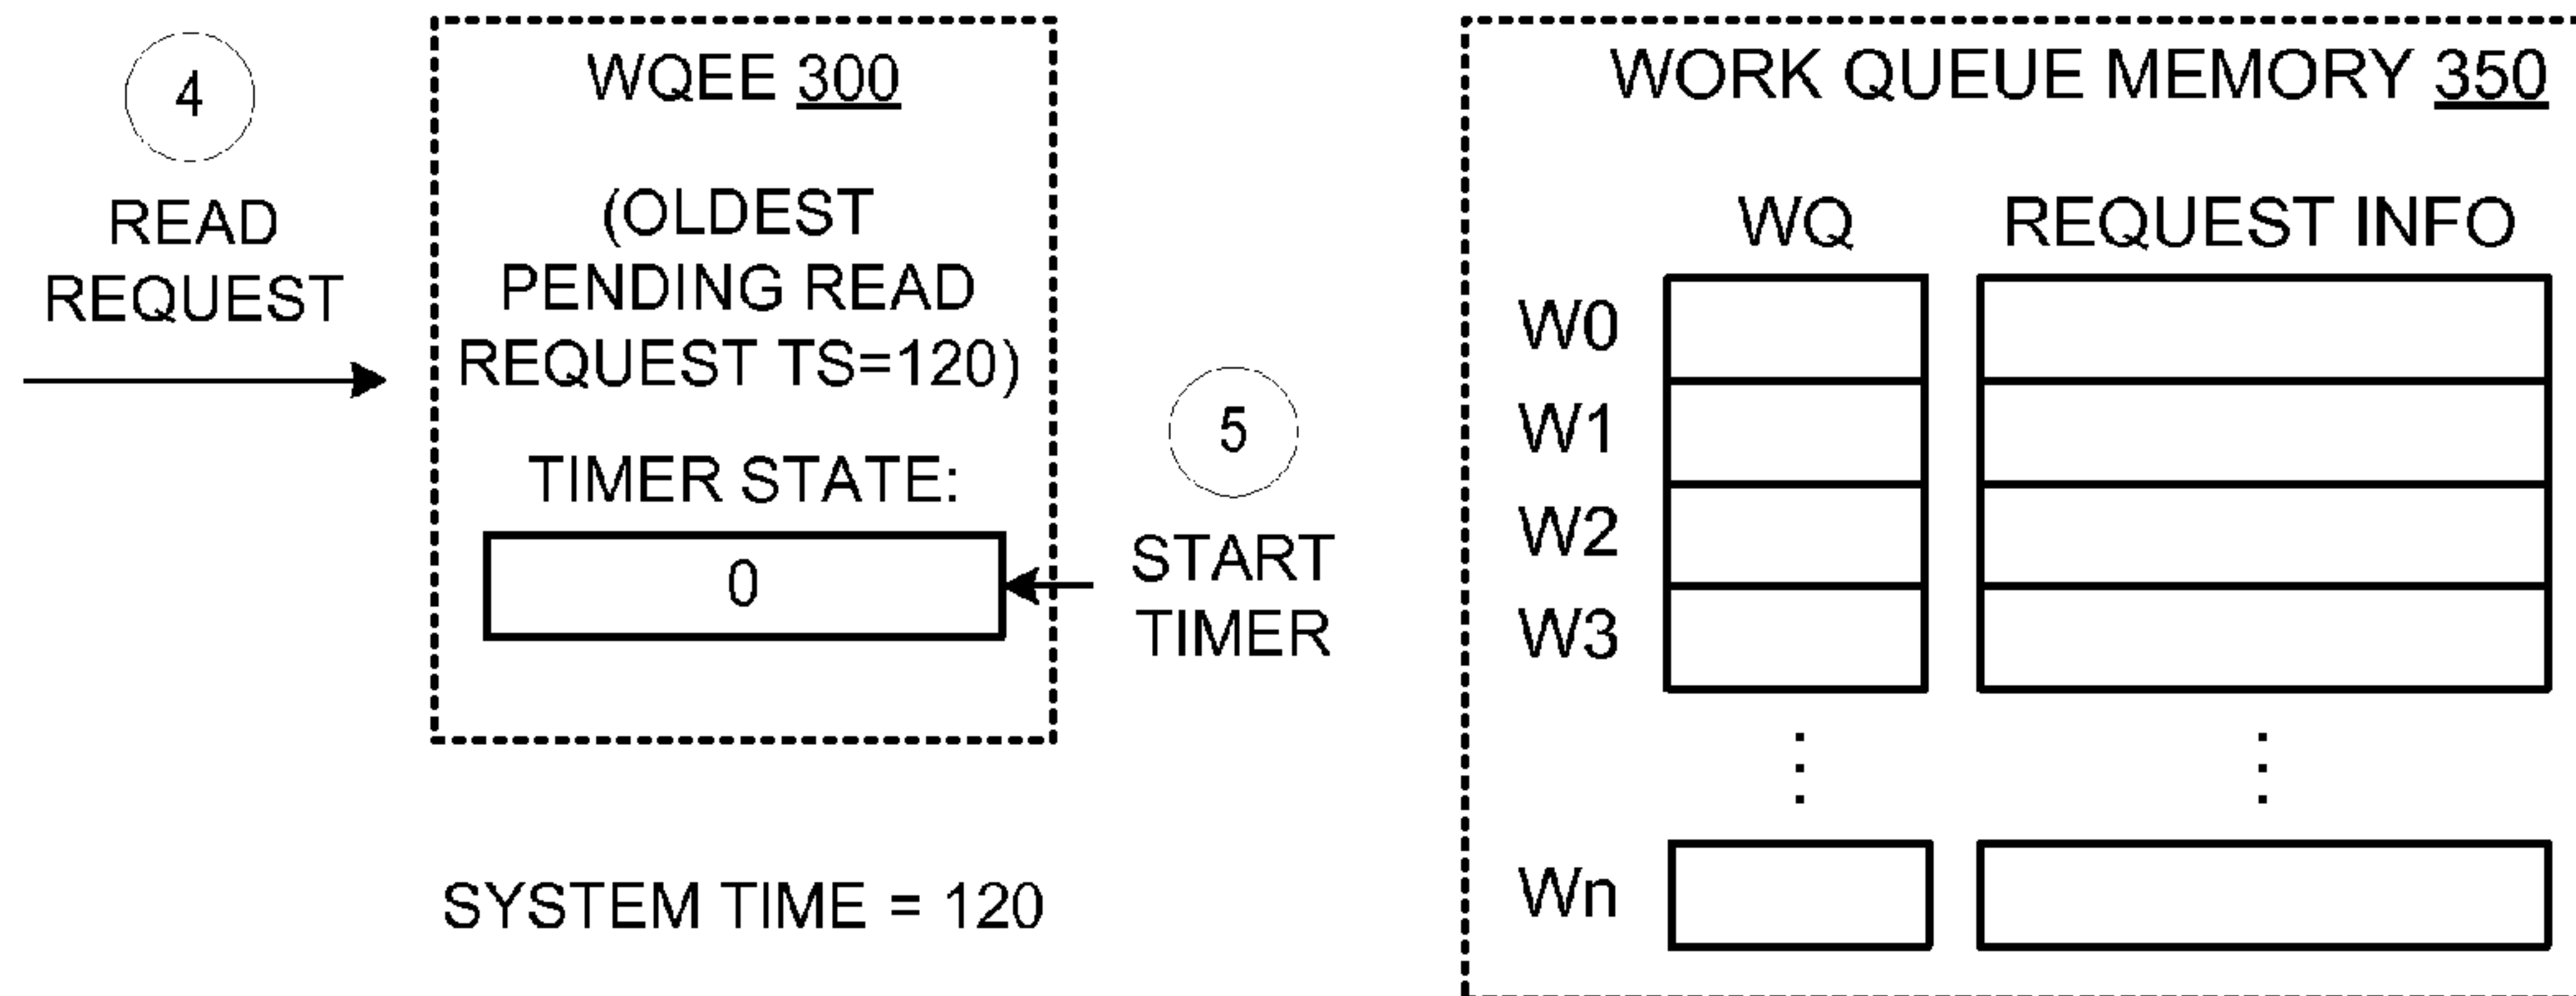 4
READ
REQUEST
WQEE 300
(OLDEST
PENDING READ
REQUEST TS=120)
TIMER STATE:
0
5
START
TIMER
SYSTEM TIME = 120
WORK QUEUE MEMORY 350
WQ REQUEST INFO
W0
W1
W2
W3
Wn